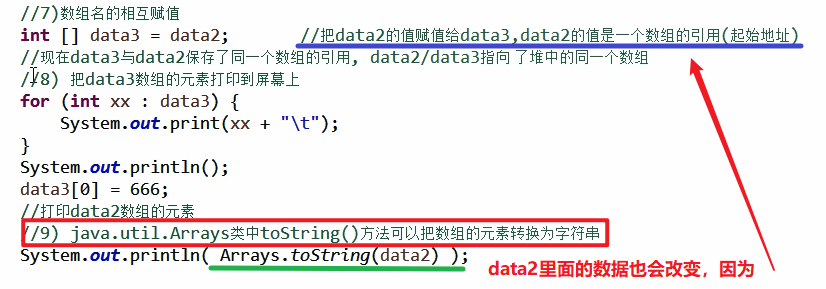 //7)数组名的相互赋值
int [] data3 = data2;     //把data2的值赋值给data3,data2的值是一个数组的引用(起始地址)
//现在data3与data2保存了同一个数组的引用, data2/data3指向了堆中的同一个数组
//8) 把data3数组的元素打印到屏幕上
for (int xx : data3) {
    System.out.print(xx + "\t");
}
System.out.println();
data3[0] = 666;
//打印data2数组的元素
//9) java.util.Arrays类中toString()方法可以把数组的元素转换为字符串
System.out.println( Arrays.toString(data2) );
data2里面的数据也会改变，因为